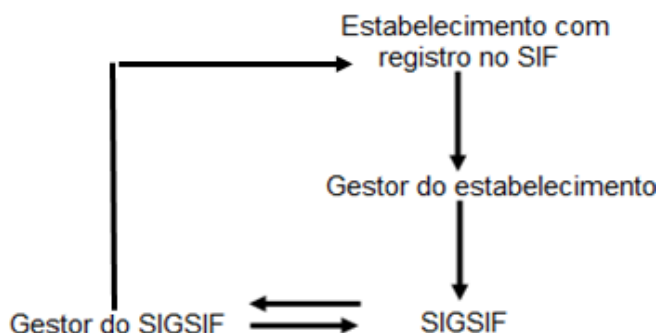 Estabelecimento com
registro no SIF
Gestor do estabelecimento
Gestor do SIGSIF
SIGSIF